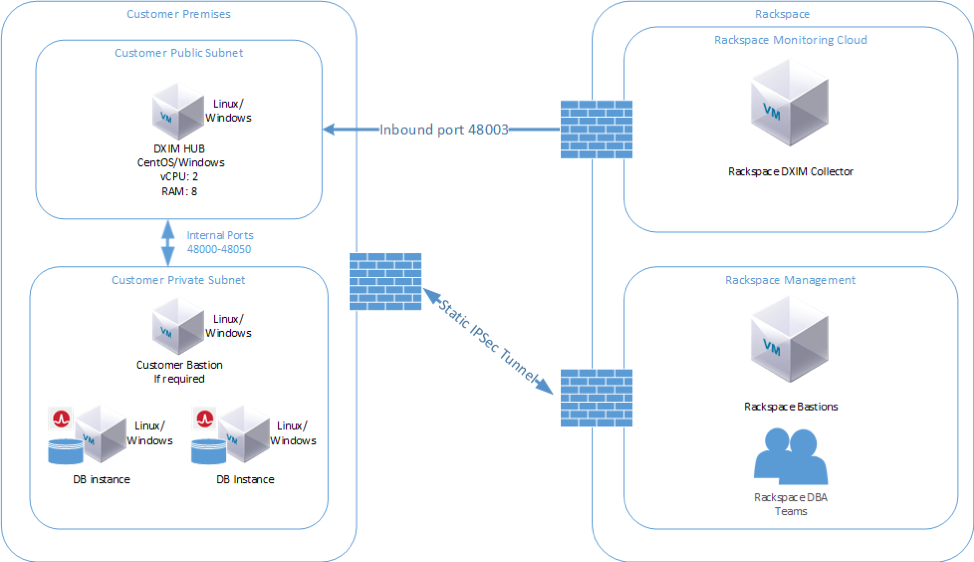 Customer Premises
Customer Public Subnet
VM
Linux/
Windows
DXIM HUB
CentOS/Windows
vCPU: 2
RAM: 8
Internal Ports
48000-48050
Customer Private Subnet
VM
Linux/
Windows
Customer Bastion
If required
VM
Linux/
Windows
DB instance
VM
Linux/
Windows
DB Instance
Inbound port 48003
Static IPSec Tunnel
Rackspace
Rackspace Monitoring Cloud
VM
Rackspace DXIM Collector
Rackspace Management
VM
Rackspace Bastions
Rackspace DBA
Teams